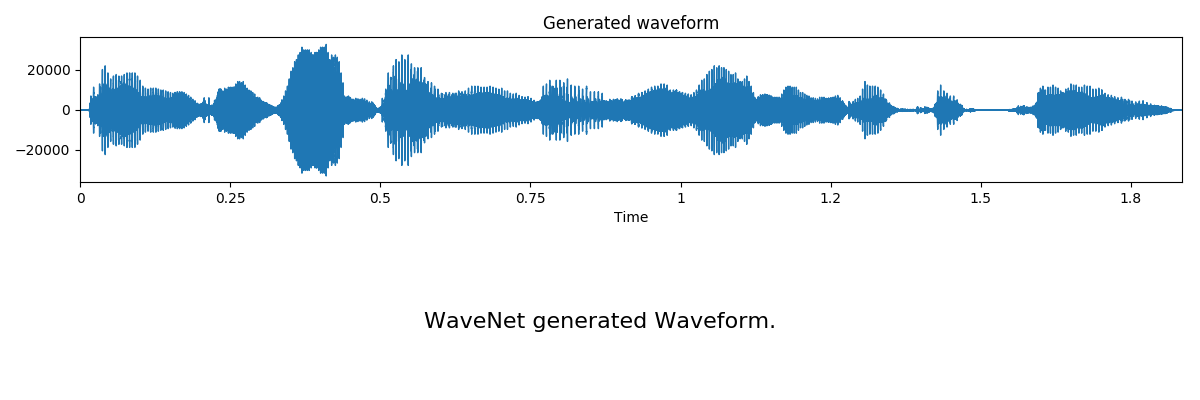 Generated waveform
20000
0
−20000
0 0.25 0.5 0.75 1 1.2 1.5 1.8
Time
WaveNet generated Waveform.